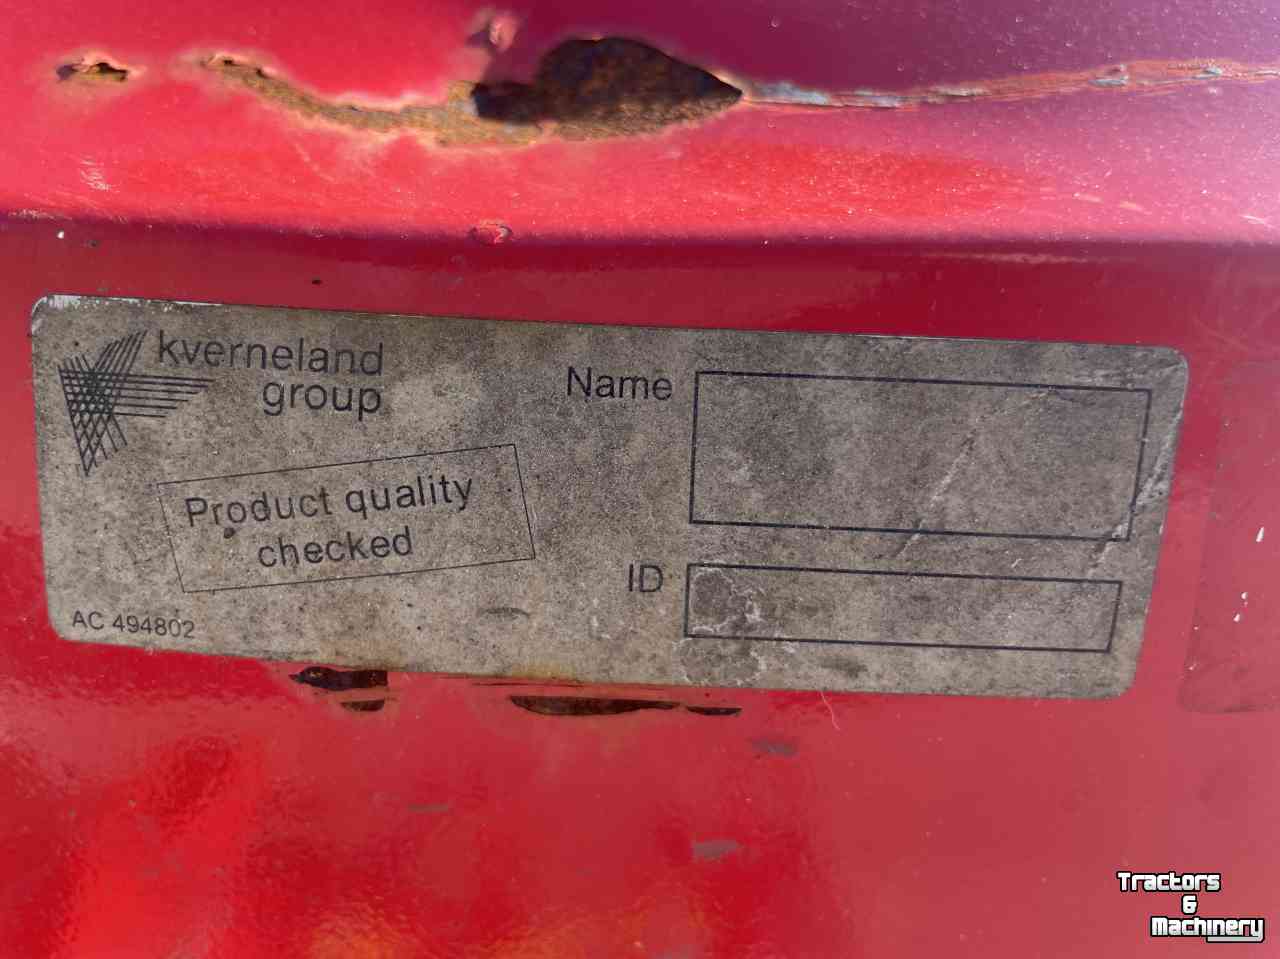 kverneland
group
Product quality
checked
AC 494802
Name
ID
Tractors
&
Machinery